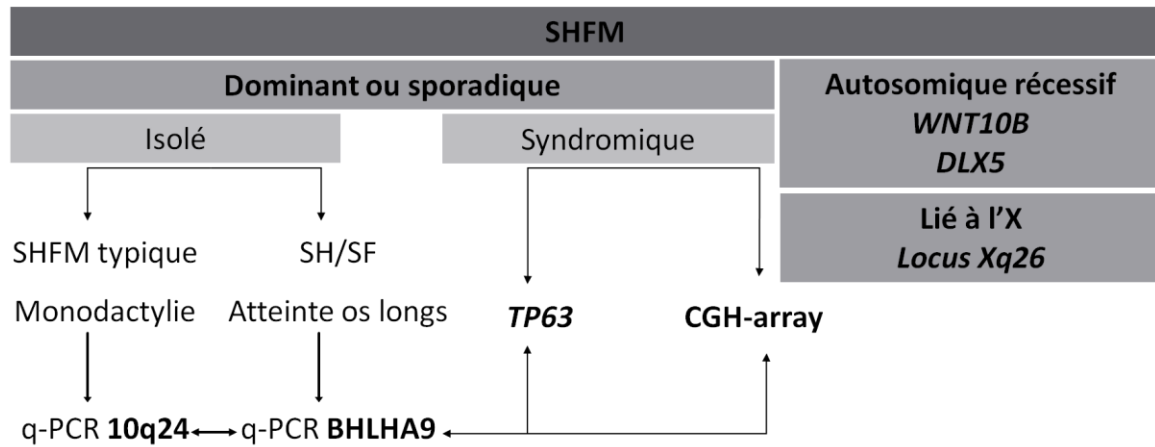 SHFM
Dominant ou sporadique
Autosomique récessif
WNT10B
DLX5
Isolé
Syndromique
Lié à l'X
Locus Xq26
SHFM typique
SH/SF
Monodactylie
Atteinte os longs
TP63
CGH-array
q-PCR 10q24
q-PCR BHLHA9